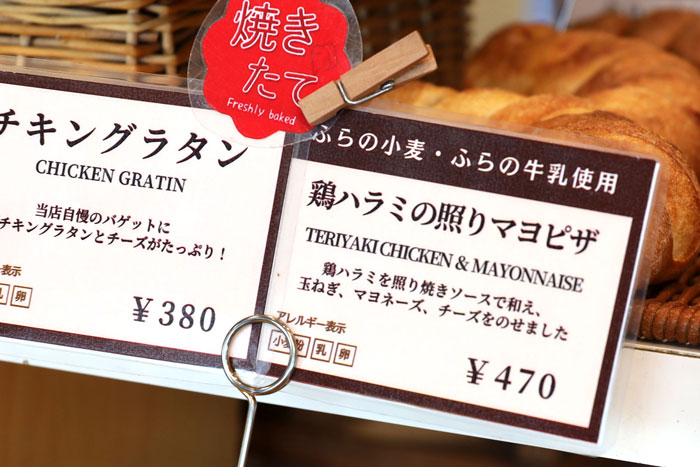 焼き
たて
Freshly baked
チキングラタン
CHICKEN GRATIN
当店自慢のバゲットに
チキングラタンとチーズがたっぷり！
表示
卵
￥380
ふらの小麦・ふらの牛乳使用
鶏ハラミの照りマヨピザ
TERIYAKI CHICKEN & MAYONNAISE
鶏ハラミを照り焼きソースで和え、
玉ねぎ、マヨネーズ、チーズをのせました
アレルギー表示
小麦粉 乳 卵
￥470